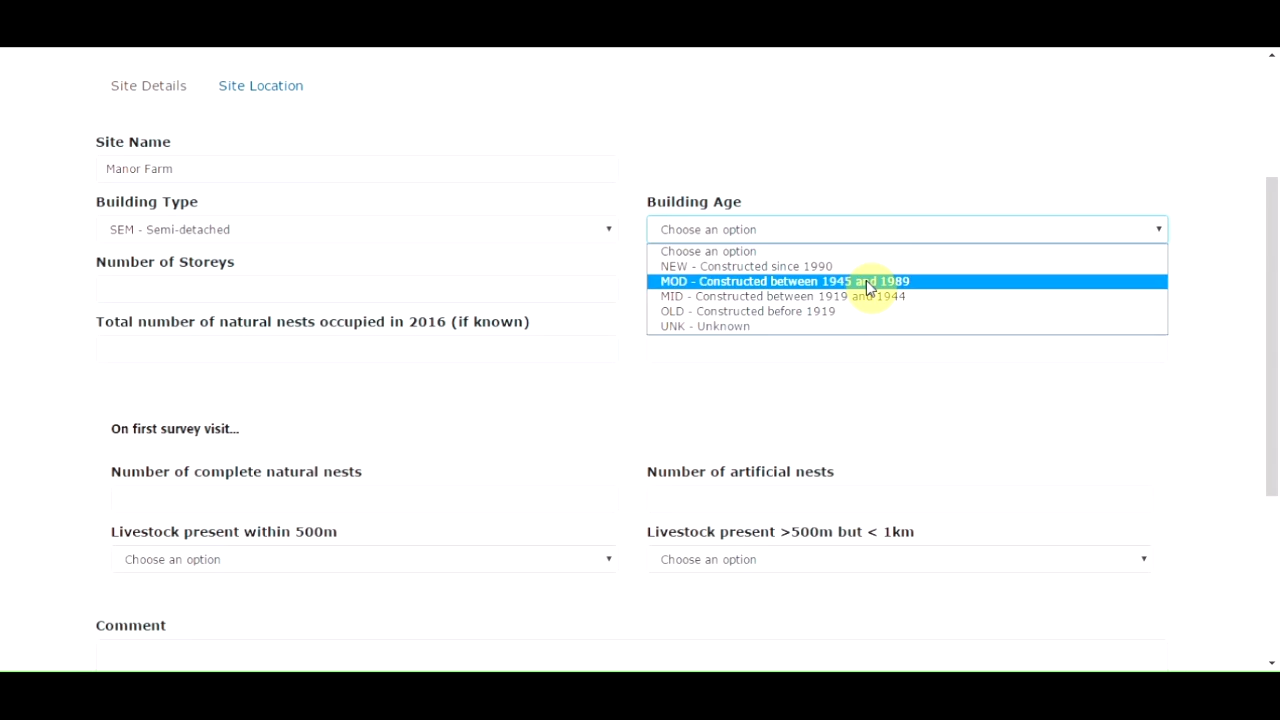 Site Details Site Location
Site Name
Manor Farm
Building Type Building Age
SEM - Semi-detached Choose an option
Choose an option
Number of Storeys
NEW - Constructed since 1990
MOD - Constructed between 1945 and 1989
MID - Constructed between 1919 and 1944
OLD - Constructed before 1919
Total number of natural nests occupied in 2016 (if known)
UNK - Unknown
On first survey visit...
Number of complete natural nests Number of artificial nests
Livestock present within 500m Livestock present >500m but < 1km
Choose an option Choose an option
Comment